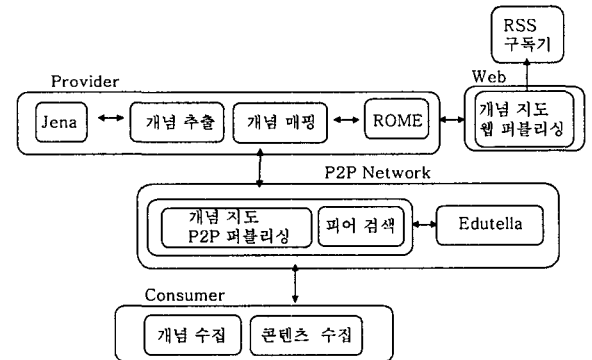 RSS
구독기
Provider
Web
Jena
개념 추출
개념 매핑
ROME
개념 지도
웹 퍼블리싱
P2P Network
개념 지도
P2P 퍼블리싱
피어 검색
Edutella
Consumer
개념 수집
콘텐츠 수집